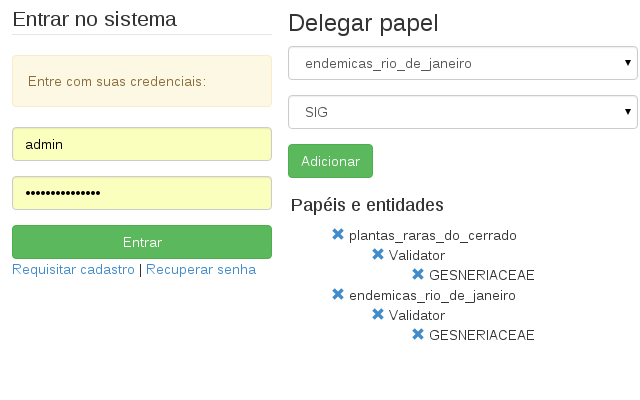 Entrar no sistema
Entre com suas credenciais:
admin
•••••••••••••••
Entrar
Requisitar cadastro | Recuperar senha
Delegar papel
endemicas_rio_de_janeiro
SIG
Adicionar
Papéis e entidades
plantas_raras_do_cerrado
Validator
GESNERIACEAE
endemicas_rio_de_janeiro
Validator
GESNERIACEAE